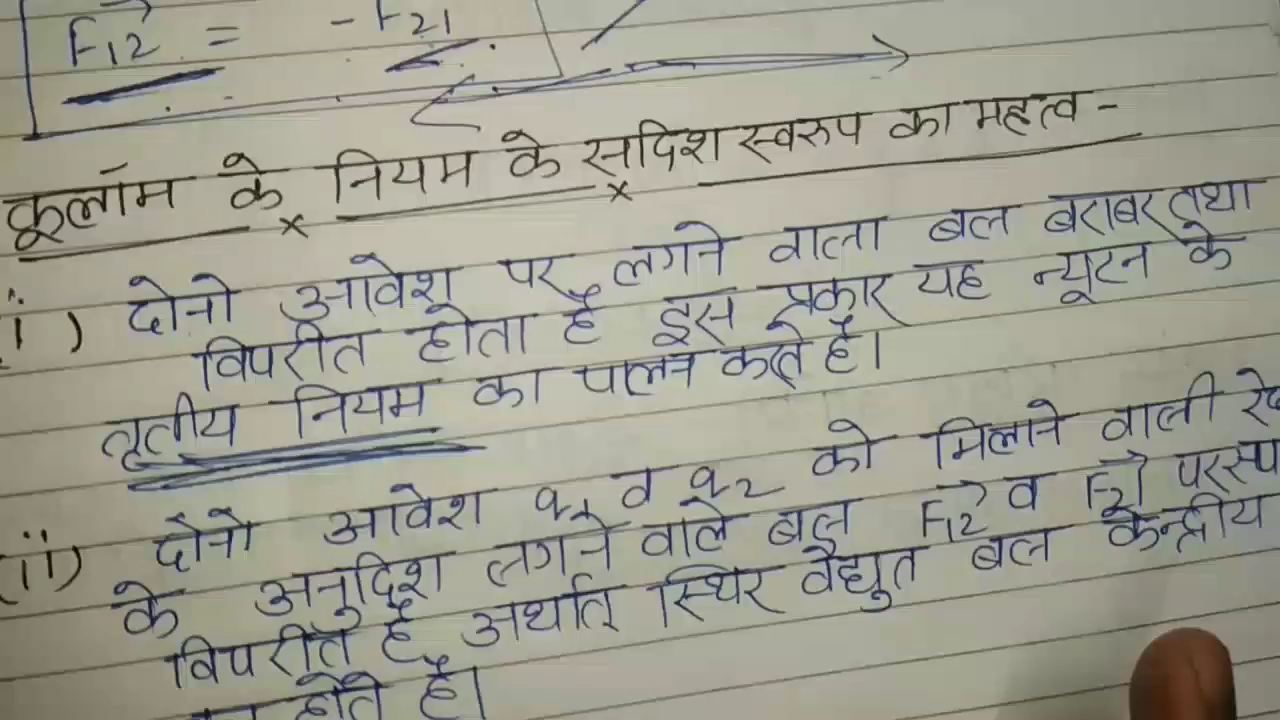 F₁₂ = -F₂₁
कूलॉम के नियम के सदिश स्वरुप का महत्व -
(i) दोनो आवेश पर लगने वाला बल बराबर तथा
विपरीत होता है इस प्रकार यह न्यूटन के
तृतीय नियम का पालन करते है।
(ii) दोनो आवेश q₁ व q₂ को मिलाने वाली
के अनुदिश लगने वाले बल F₁₂ व F₂₁
विपरीत है अर्थात् स्थिर वैद्युत बल केन्द्रीय
होते है।